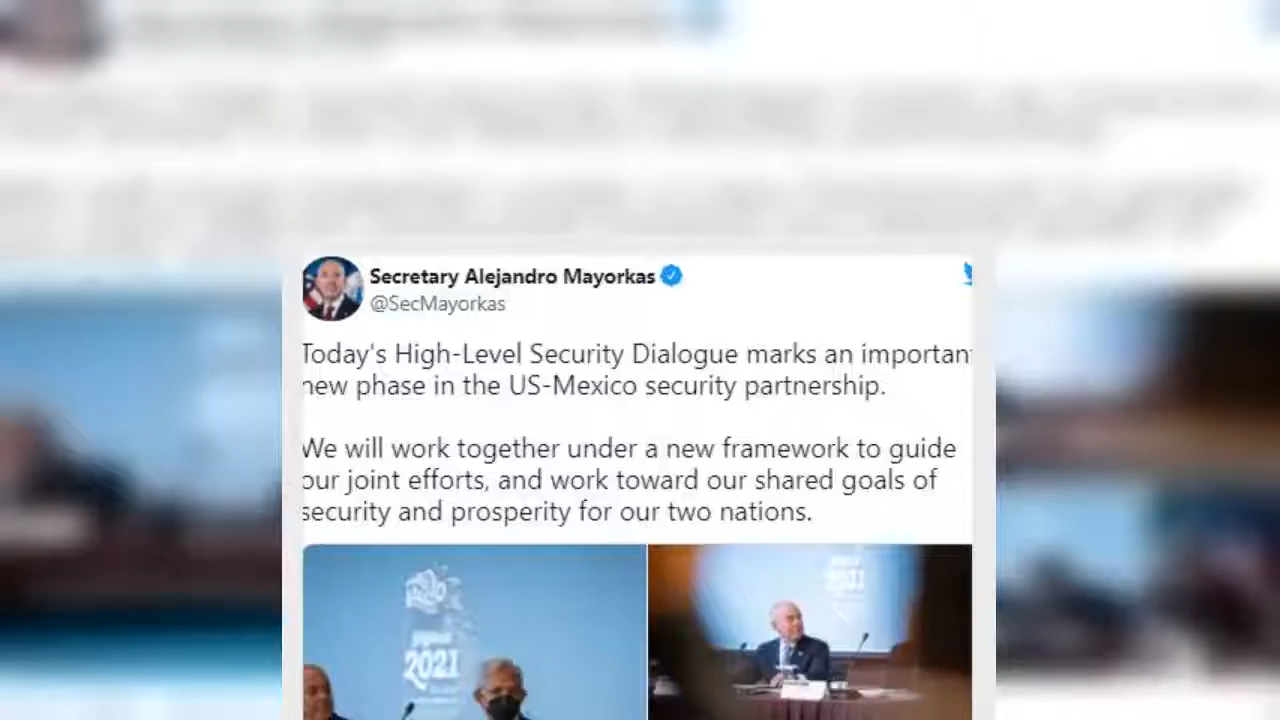 Secretary Alejandro Mayorkas
@SecMayorkas
Today's High-Level Security Dialogue marks an important
new phase in the US-Mexico security partnership.
We will work together under a new framework to guide
our joint efforts, and work toward our shared goals of
security and prosperity for our two nations.
2021
2021